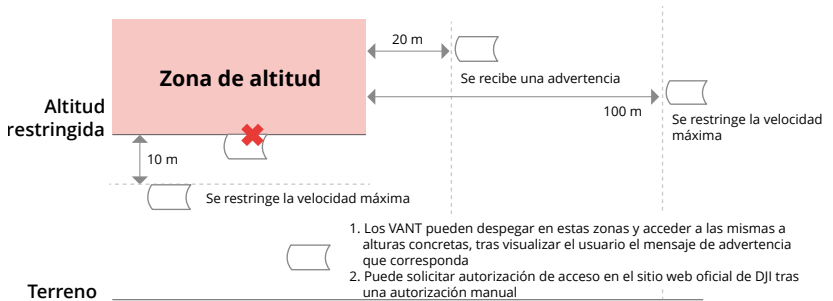 20 m
Zona de altitud
Se recibe una advertencia
Altitud
restringida
100 m
Se restringe la velocidad
máxima
10 m
Se restringe la velocidad máxima
1. Los VANT pueden despegar en estas zonas y acceder a las mismas a
alturas concretas, tras visualizar el usuario el mensaje de advertencia
que corresponda
2. Puede solicitar autorización de acceso en el sitio web oficial de DJI tras
una autorización manual
Terreno